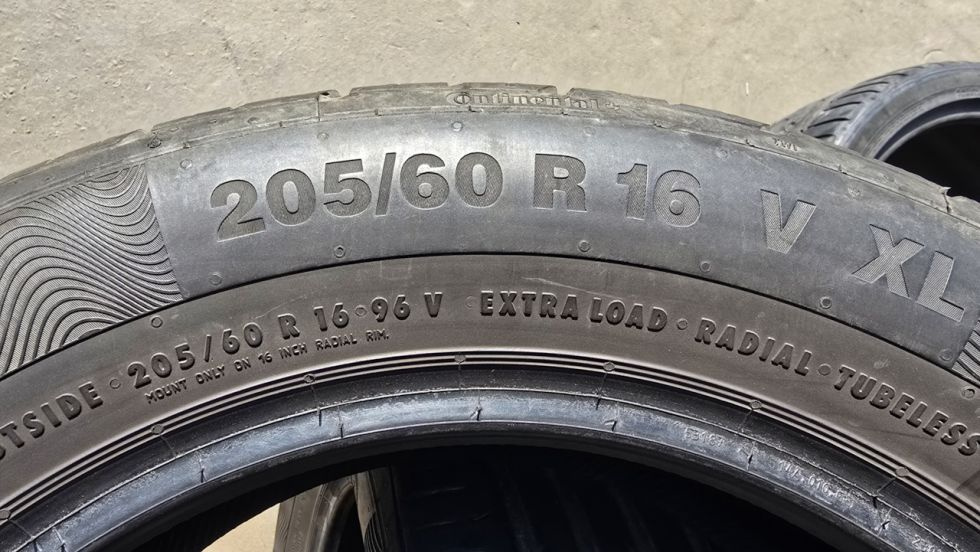 Continental
205/60 R 16 V XL
205/60 R 16 96 V EXTRA LOAD RADIAL TUBELESS
MOUNT ONLY ON 16 INCH RADIAL RIM.